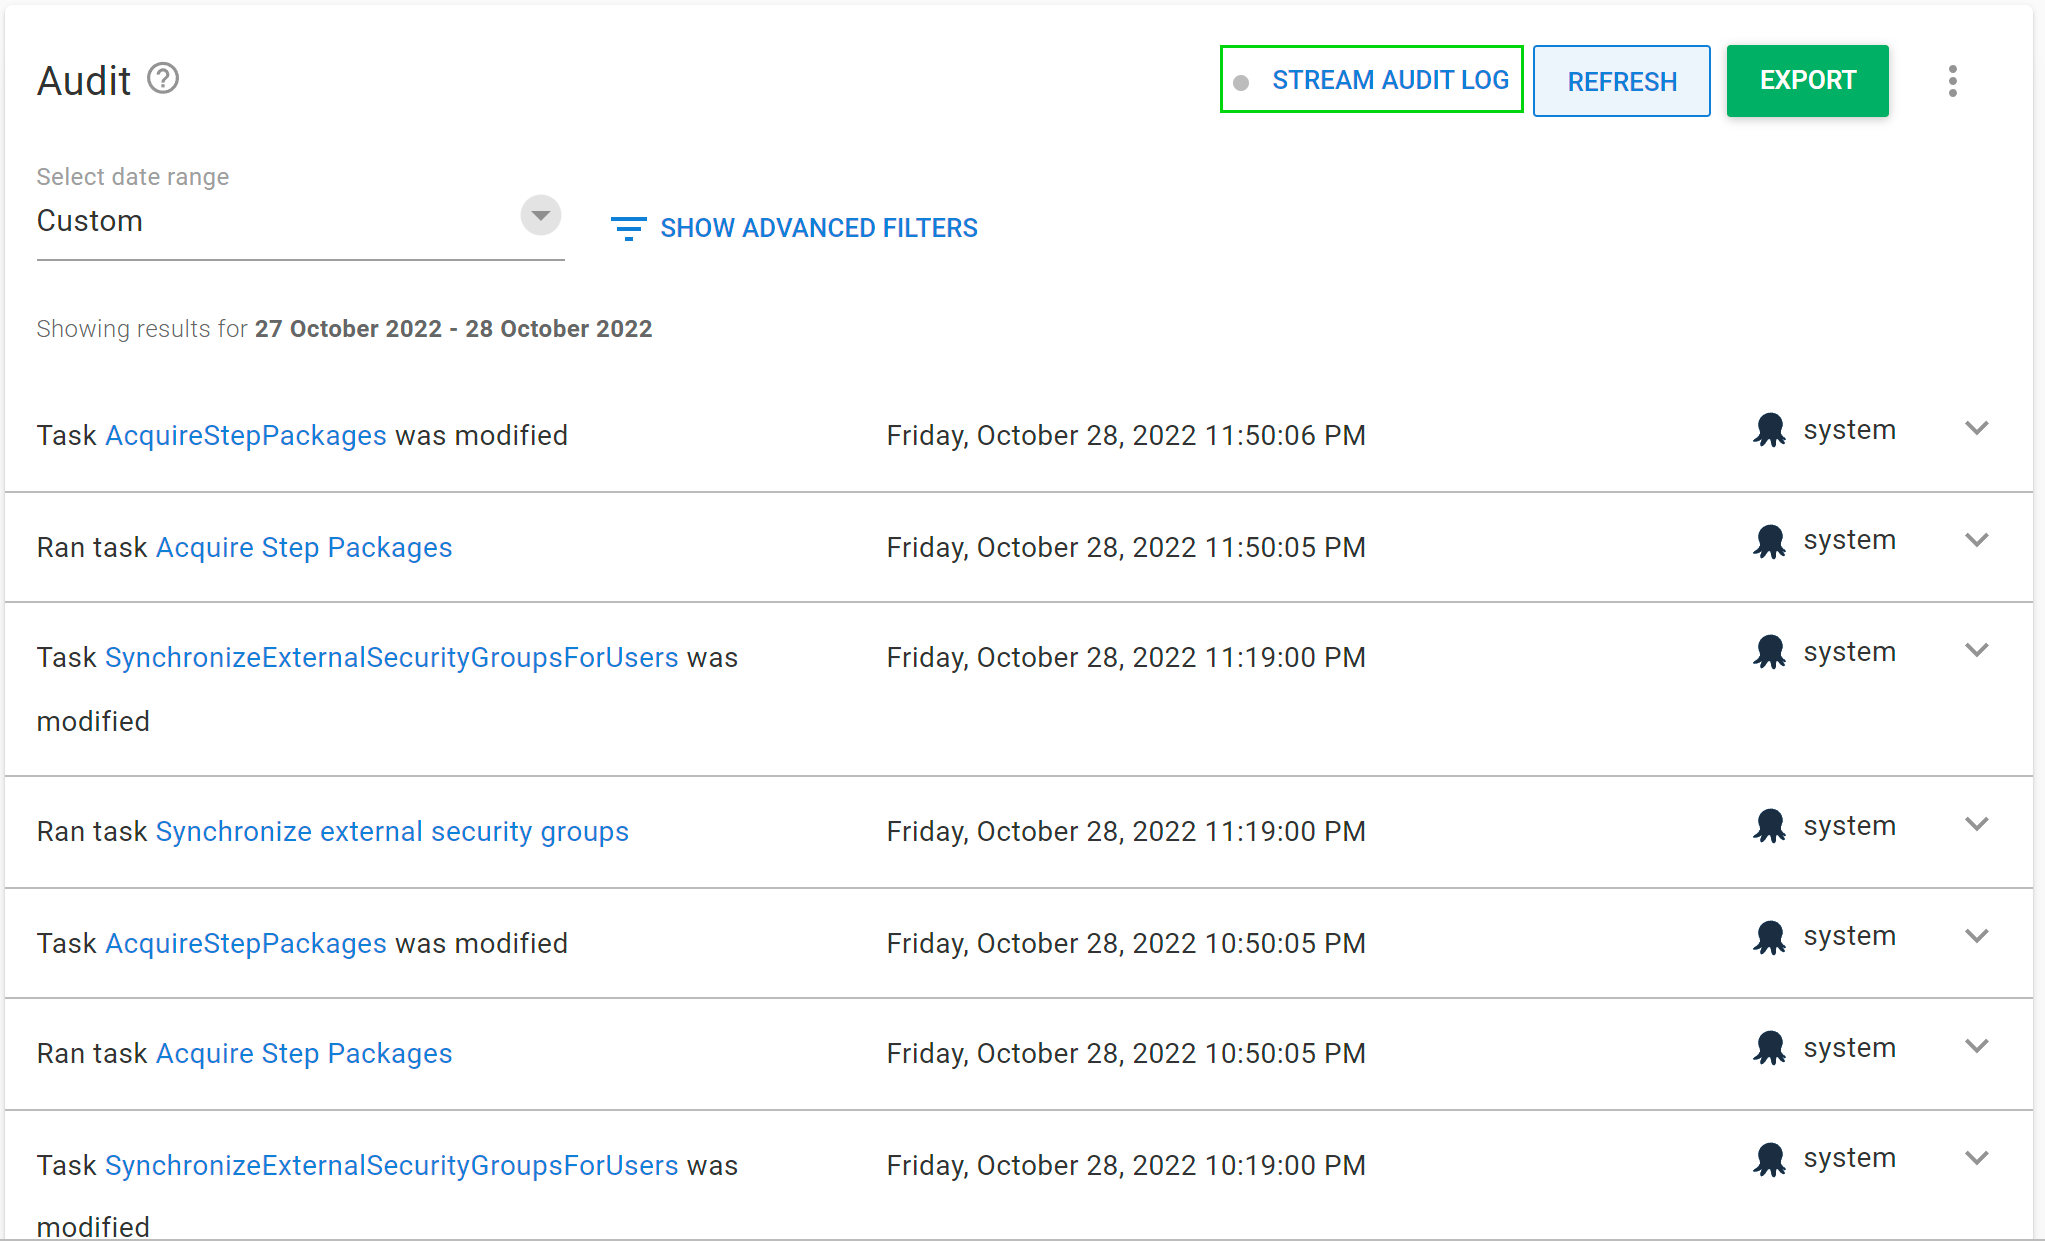 Audit
STREAM AUDIT LOG
REFRESH
EXPORT
Select date range
Custom
SHOW ADVANCED FILTERS
Showing results for 27 October 2022 - 28 October 2022
Task AcquireStepPackages was modified
Friday, October 28, 2022 11:50:06 PM
system
Ran task Acquire Step Packages
Friday, October 28, 2022 11:50:05 PM
system
Task SynchronizeExternalSecurityGroupsForUsers was
modified
Friday, October 28, 2022 11:19:00 PM
system
Ran task Synchronize external security groups
Friday, October 28, 2022 11:19:00 PM
system
Task AcquireStepPackages was modified
Friday, October 28, 2022 10:50:05 PM
system
Ran task Acquire Step Packages
Friday, October 28, 2022 10:50:05 PM
system
Task SynchronizeExternalSecurityGroupsForUsers was
modified
Friday, October 28, 2022 10:19:00 PM
system